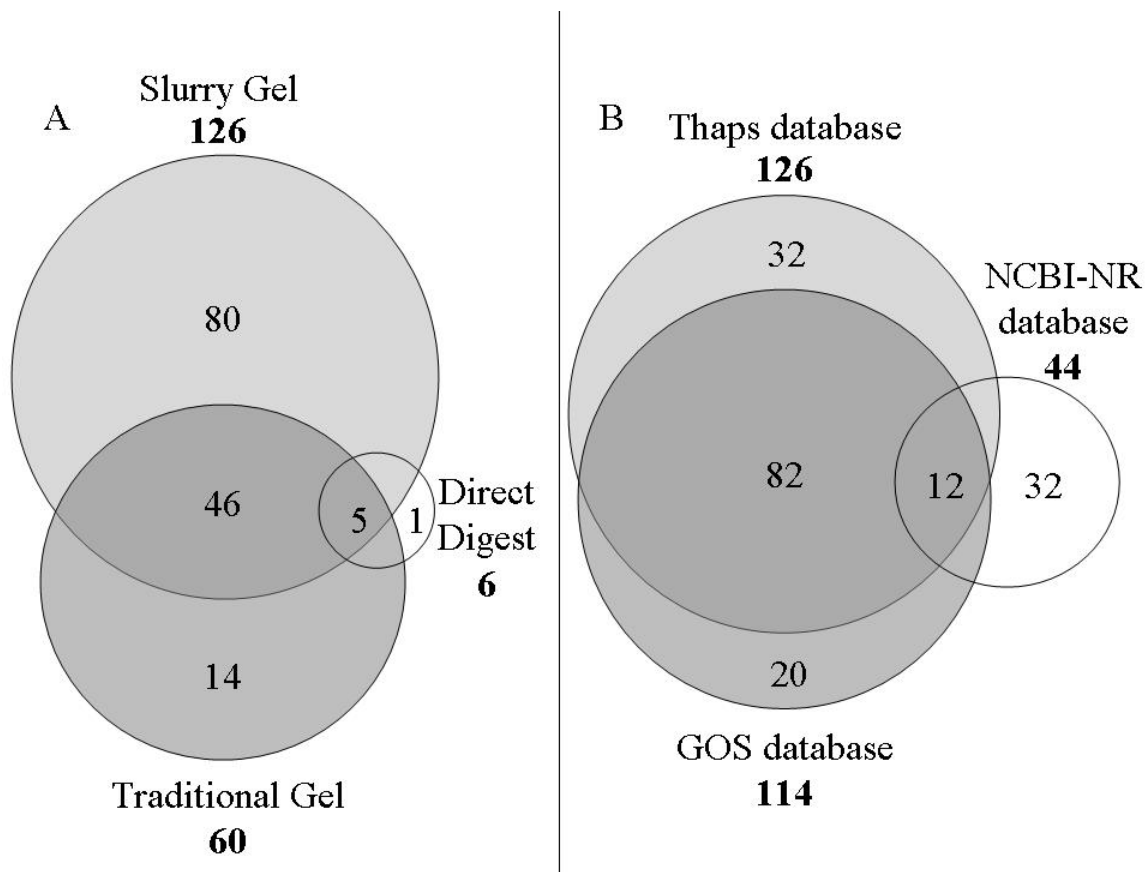 A
Slurry Gel
126
80
46
5
1
Direct
Digest
6
14
Traditional Gel
60
B
Thaps database
126
32
NCBI-NR
database
44
82
12
32
20
GOS database
114